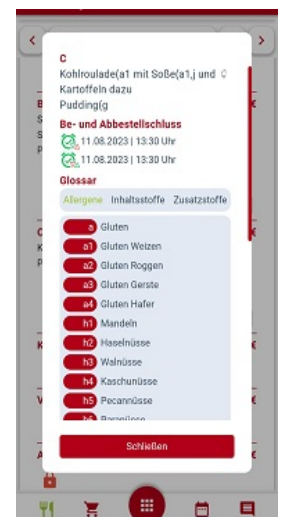 C
Kohlroulade(a1 mit Soße(a1,j und
Kartoffeln dazu
Pudding(g
Be- und Abbestellschluss
11.08.2023 | 13:30 Uhr
11.08.2023 | 13:30 Uhr
Glossar
Allergene Inhaltsstoffe Zusatzstoffe
a Gluten
a1 Gluten Weizen
a2 Gluten Roggen
a3 Gluten Gerste
a4 Gluten Hafer
h1 Mandeln
h2 Haselnüsse
h3 Walnüsse
h4 Kaschunüsse
h5 Pecannüsse
h6 Paranüsse
Schließen